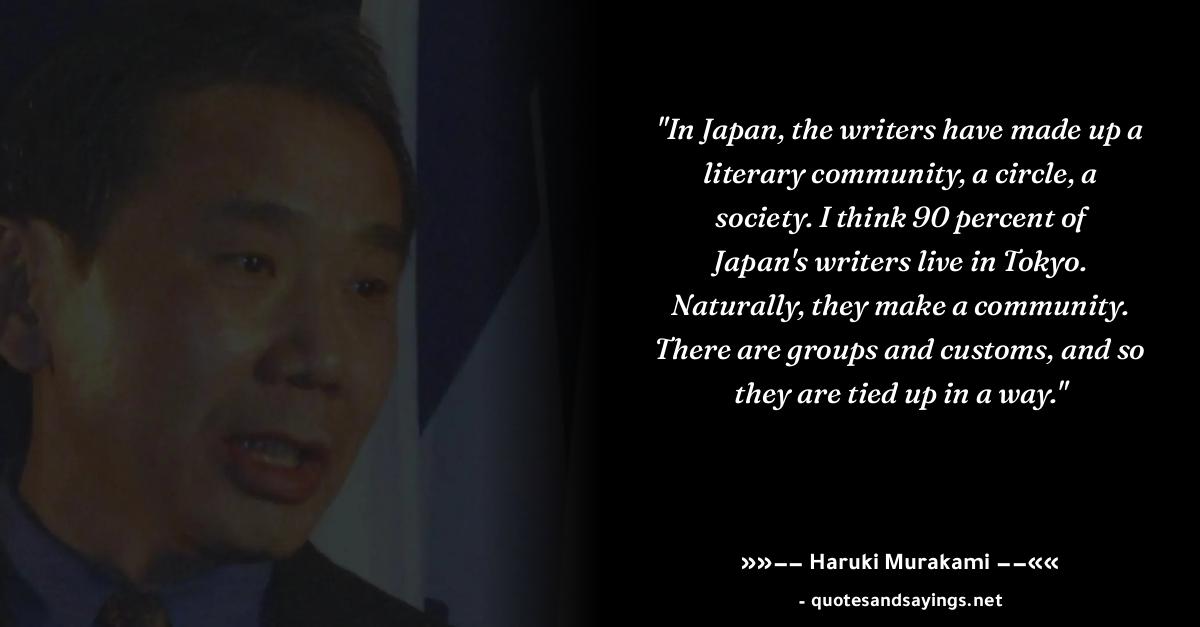 "In Japan, the writers have made up a
literary community, a circle, a
society. I think 90 percent of
Japan's writers live in Tokyo.
Naturally, they make a community.
There are groups and customs, and so
they are tied up in a way."
»»−− Haruki Murakami −−««
- quotesandsayings.net